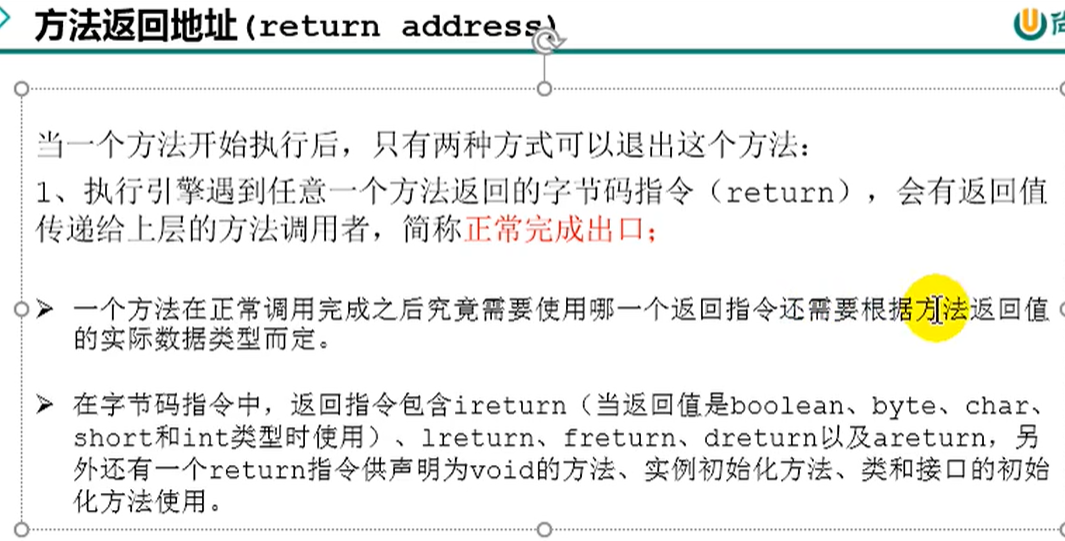 方法返回地址(return address)
尚
当一个方法开始执行后，只有两种方式可以退出这个方法：
1、执行引擎遇到任意一个方法返回的字节码指令（return），会有返回值
传递给上层的方法调用者，简称正常完成出口；
一个方法在正常调用完成之后究竟需要使用哪一个返回指令还需要根据方法返回值
的实际数据类型而定。
在字节码指令中，返回指令包含ireturn（当返回值是boolean、byte、char、
short和int类型时使用）、lreturn、freturn、dreturn以及areturn，另
外还有一个return指令供声明为void的方法、实例初始化方法、类和接口的初始
化方法使用。